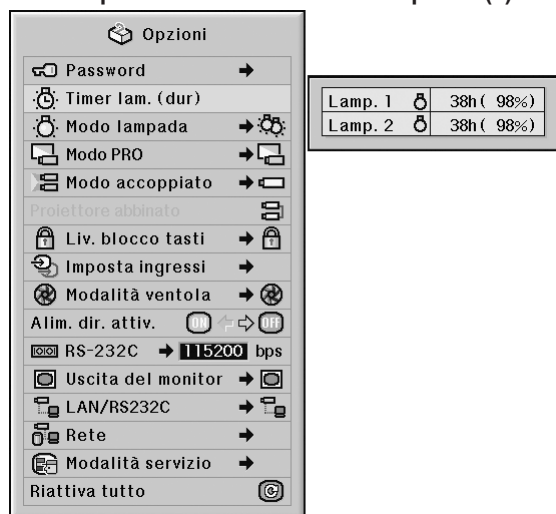 Opzioni
Password
Timer lam. (dur)
Modo lampada
Modo PRO
Modo accoppiato
Proiettore abbinato
Liv. blocco tasti
Imposta ingressi
Modalità ventola
Alim. dir. attiv. ON OFF
RS-232C 115200 bps
Uscita del monitor
LAN/RS232C
Rete
Modalità servizio
Riattiva tutto
Lamp. 1 38h ( 98%)
Lamp. 2 38h ( 98%)